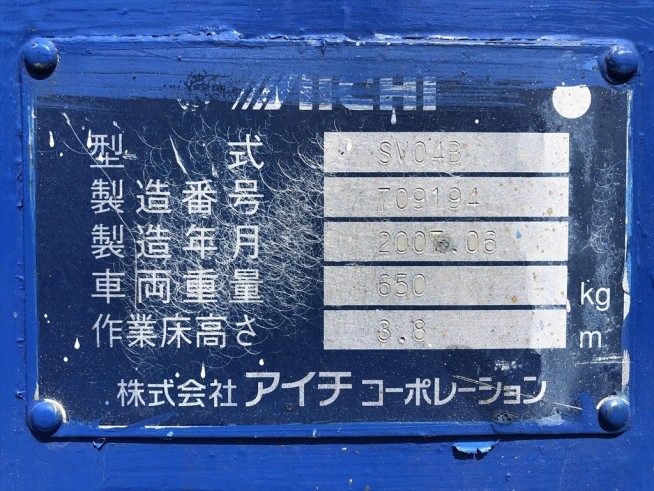 AICHI
型式 SV04B
製造番号 709194
製造年月 2007.06
車両重量 650 kg
作業床高さ 3.8 m
株式会社 アイチ コーポレーション